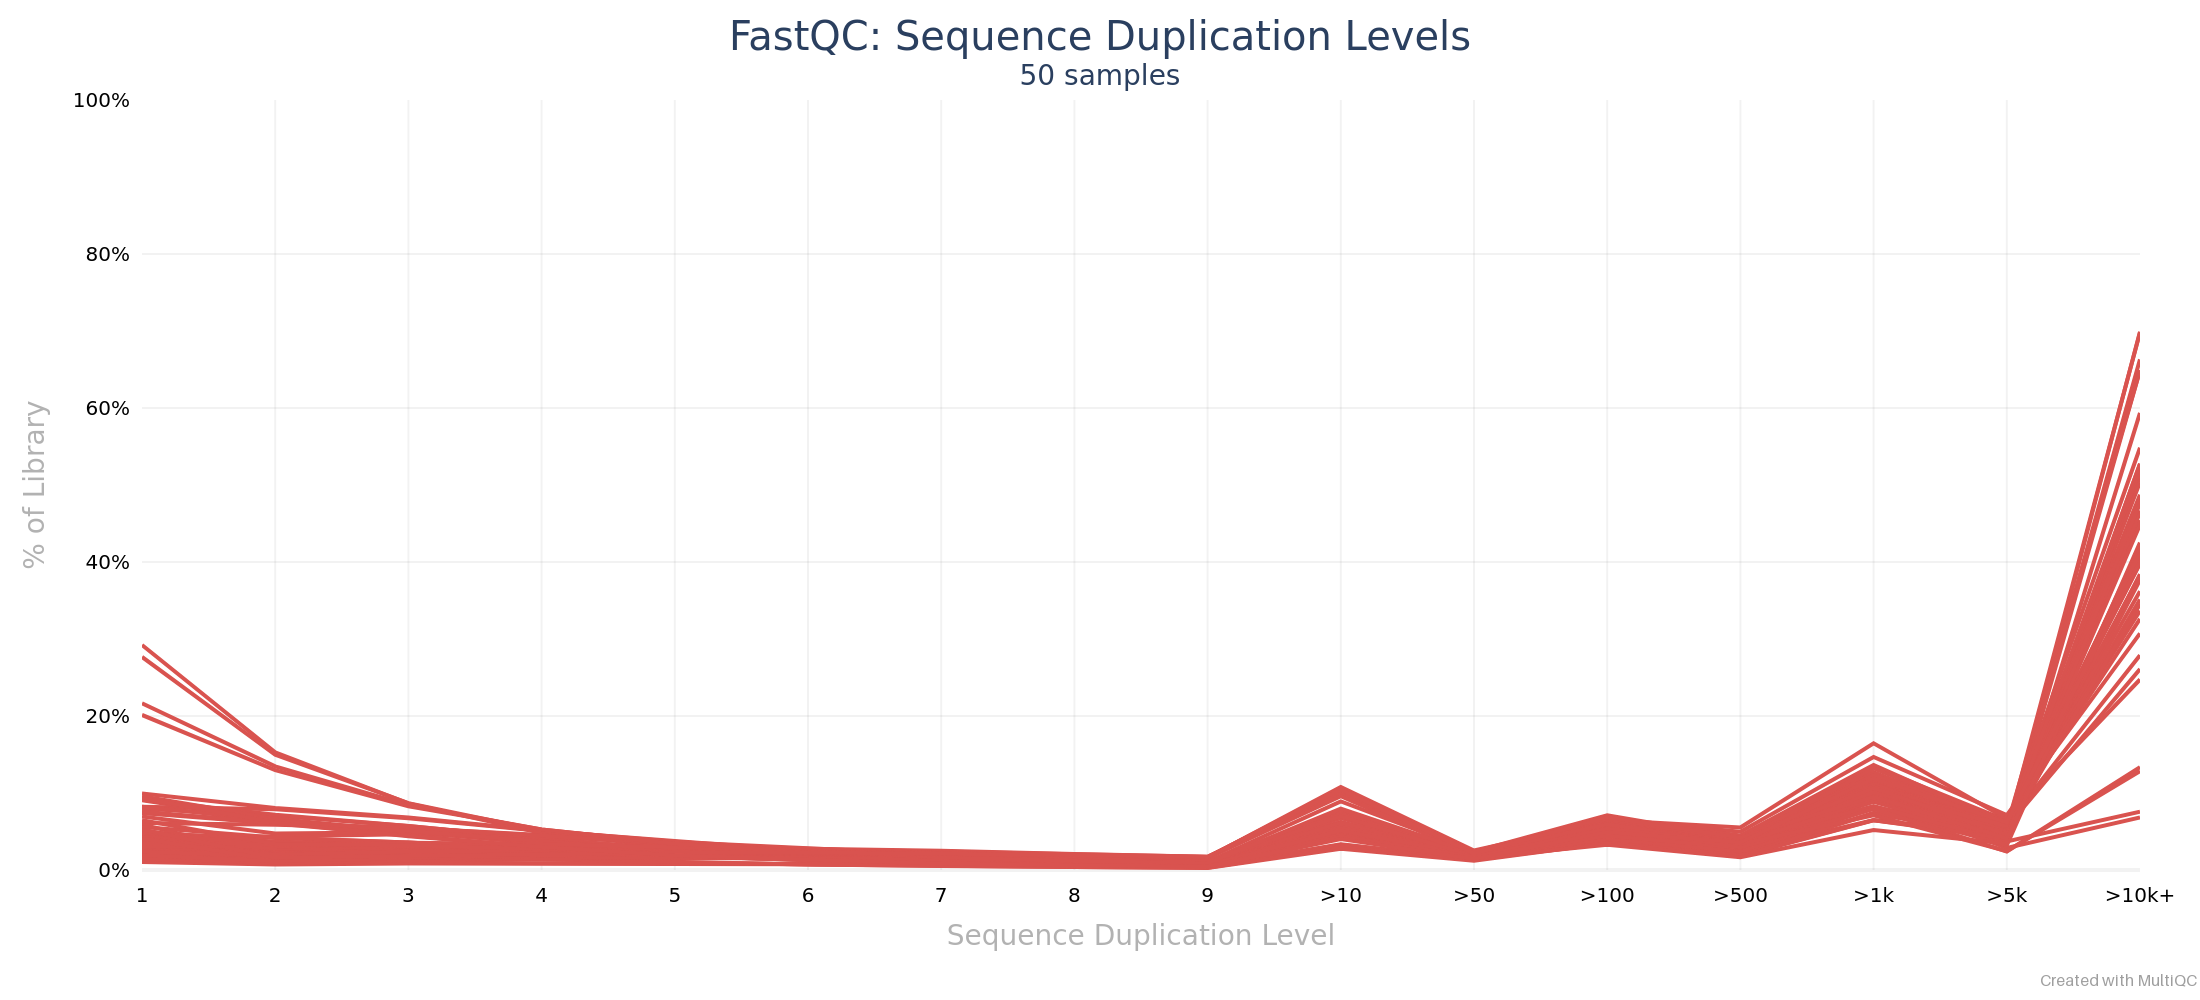 FastQC: Sequence Duplication Levels
50 samples
100%
80%
60%
40%
20%
0%
% of Library
1 2 3 4 5 6 7 8 9 >10 >50 >100 >500 >1k >5k >10k+
Sequence Duplication Level
Created with MultiQC